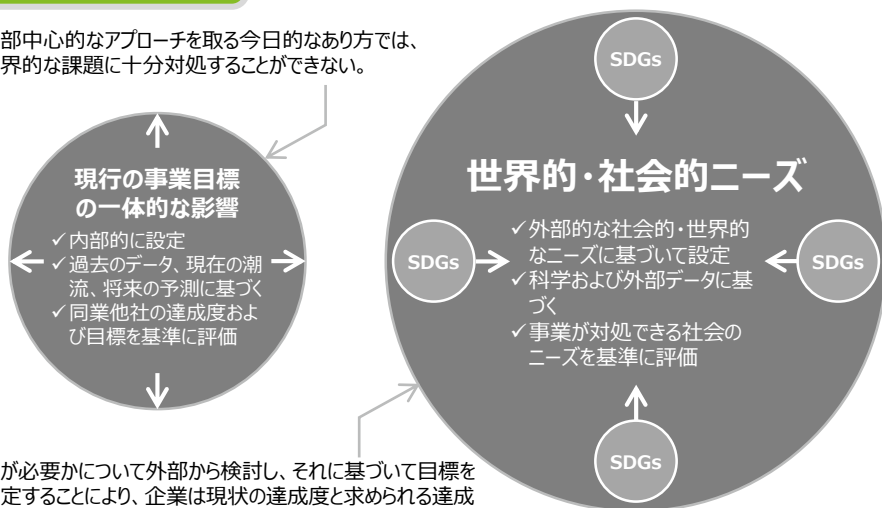 部中心的なアプローチを取る今日的なあり方では、
界的な課題に十分対処することができない。
SDGs
現行の事業目標
の一体的な影響
✓内部的に設定
✓過去のデータ、現在の潮
流、将来の予測に基づく
✓同業他社の達成度およ
び目標を基準に評価
世界的・社会的ニーズ
✓外部的な社会的・世界的
なニーズに基づいて設定
✓科学および外部データに基
づく
✓事業が対処できる社会の
ニーズを基準に評価
SDGs
SDGs
SDGs
が必要かについて外部から検討し、それに基づいて目標を
定することにより、企業は現状の達成度と求められる達成